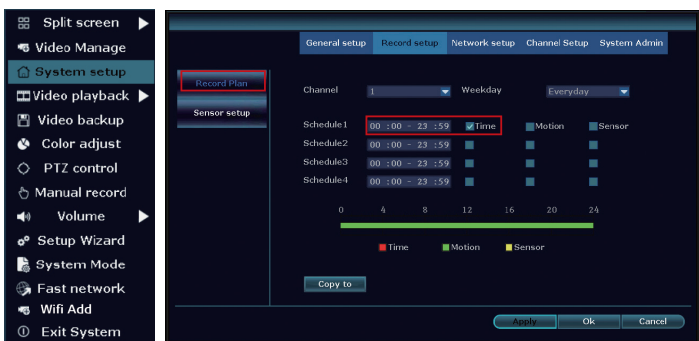 Split screen
Video Manage
System setup
Video playback
Video backup
Color adjust
PTZ control
Manual record
Volume
Setup Wizard
System Mode
Fast network
Wifi Add
Exit System
General setup Record setup Network setup Channel Setup System Admin
Record Plan
Sensor setup
Channel 1 Weekday Everyday
Schedule1 00 :00 - 23 :59 Time Motion Sensor
Schedule2 00 :00 - 23 :59
Schedule3 00 :00 - 23 :59
Schedule4 00 :00 - 23 :59
0 4 8 12 16 20 24
Time Motion Sensor
Copy to
Apply Ok Cancel